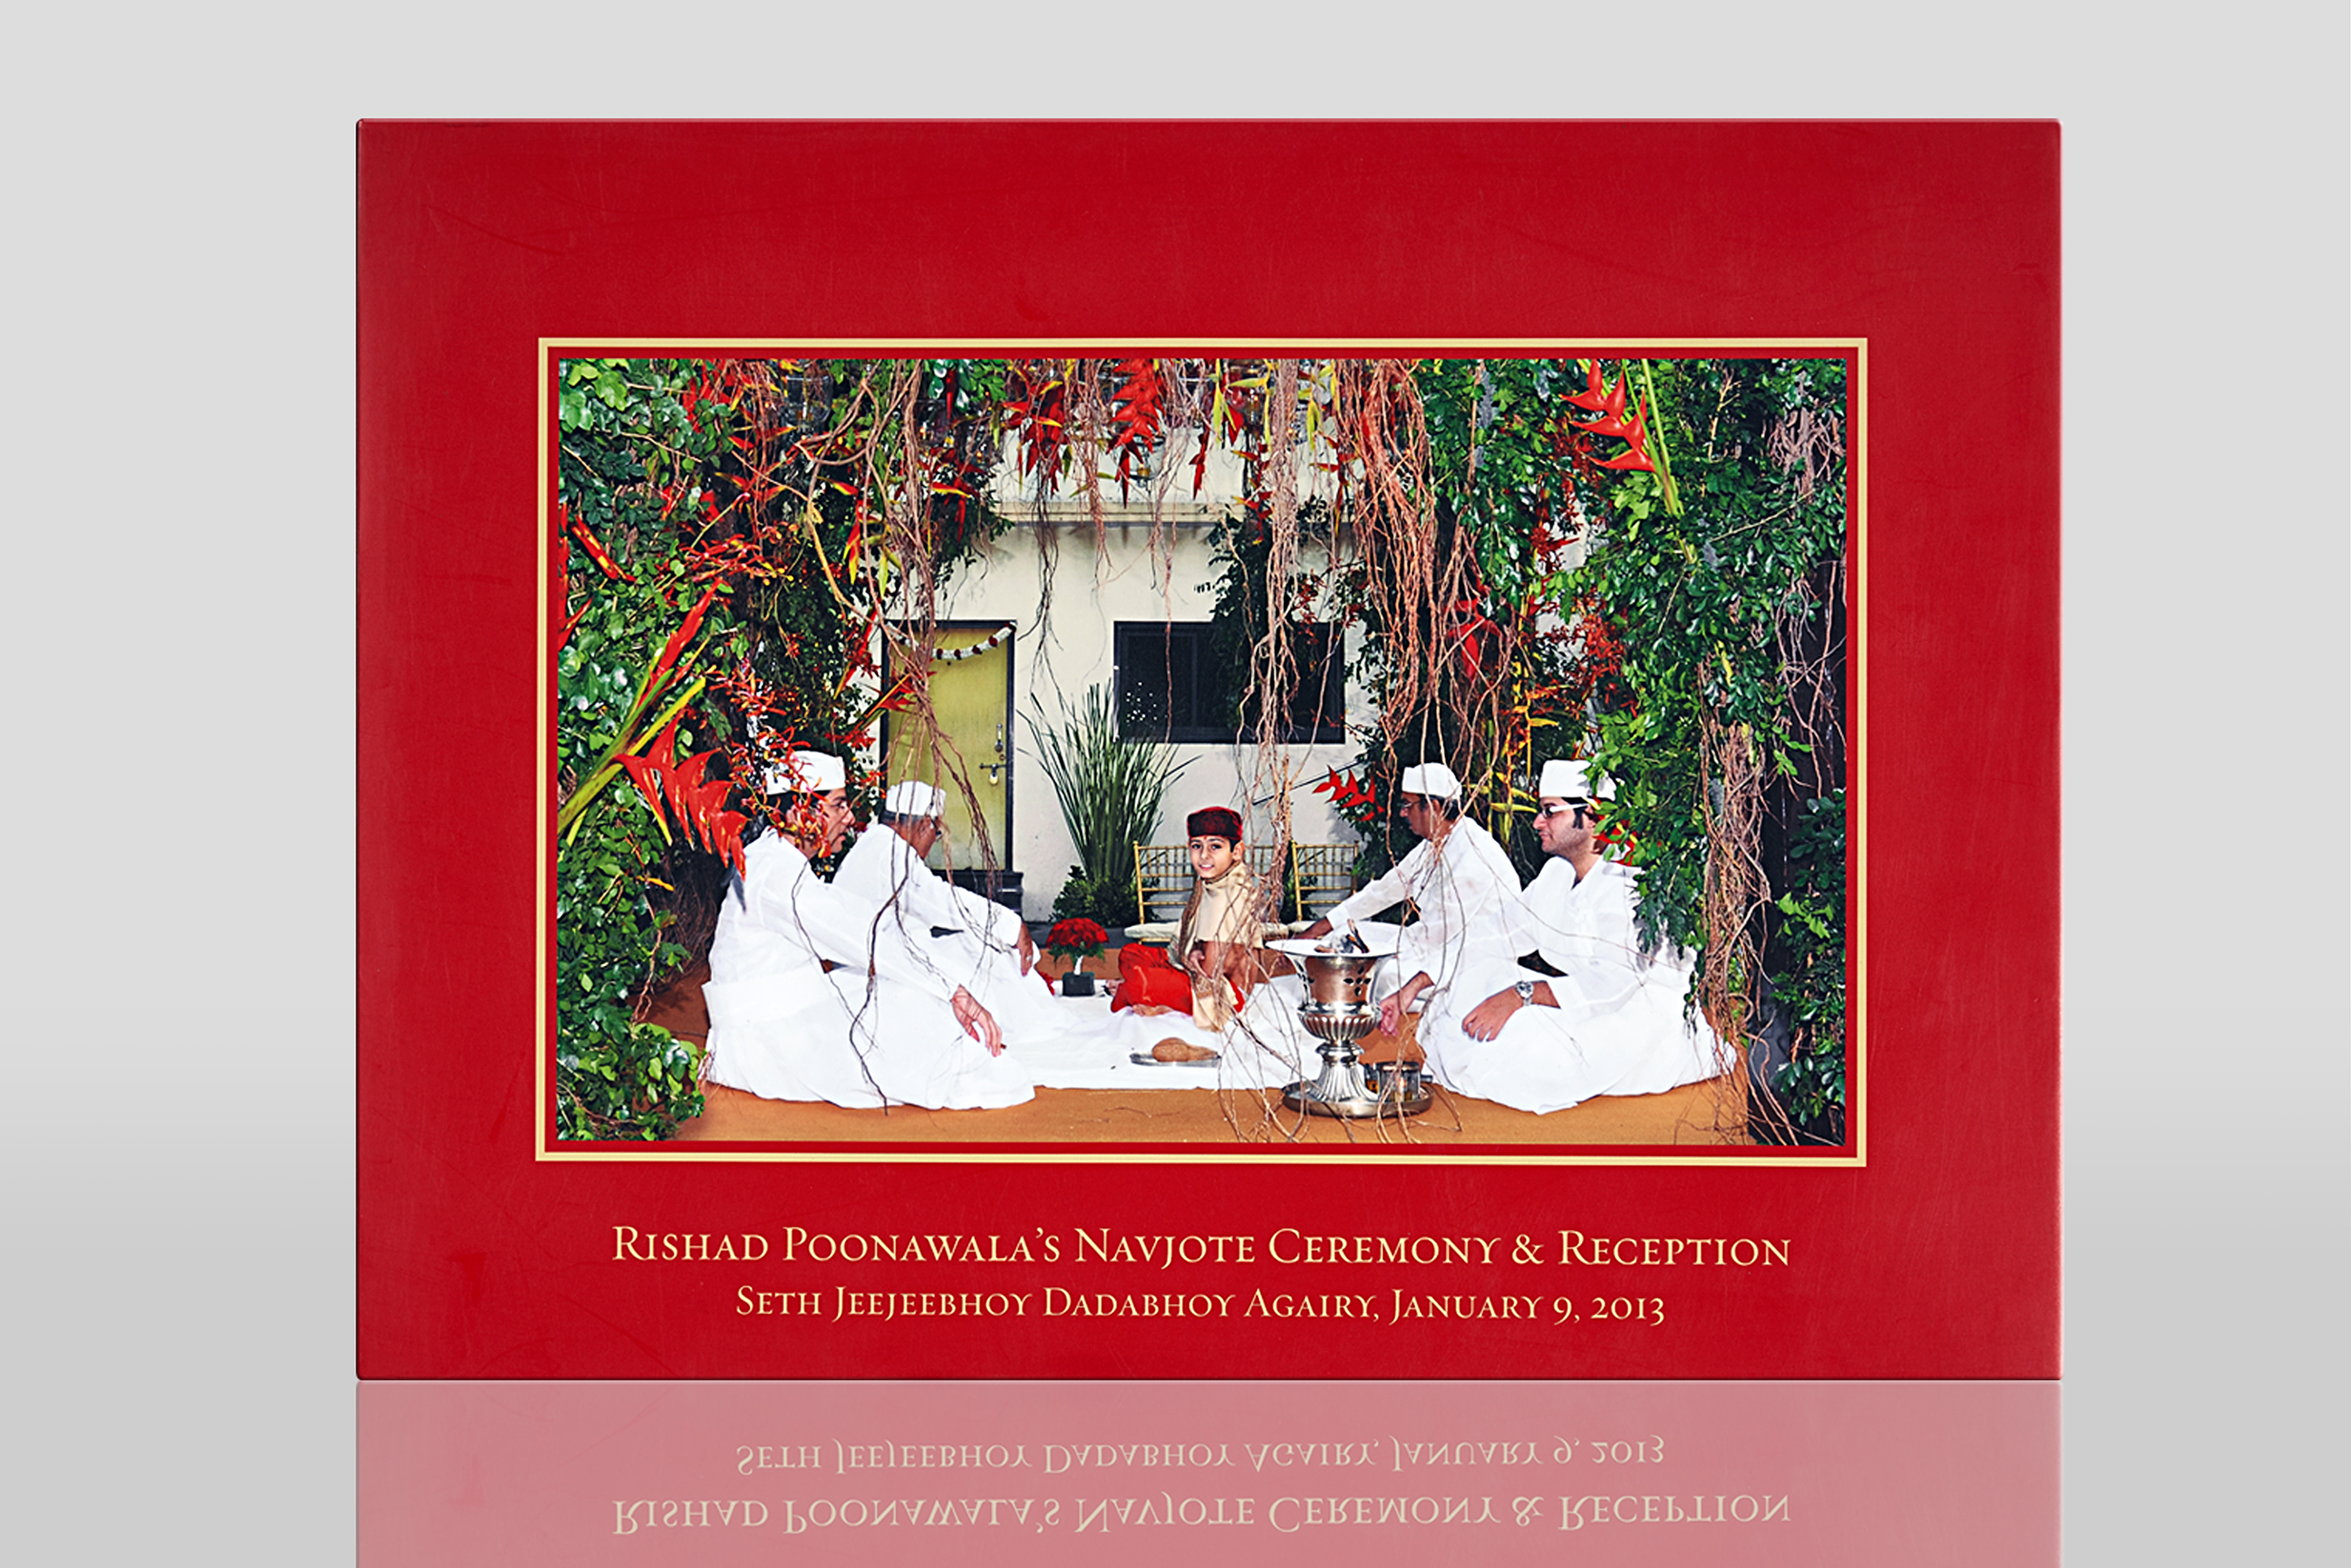 Rishad Poonawala's Navjote Ceremony & Reception
Seth Jeejeebhoy Dadabhoy Agairy, January 9, 2013